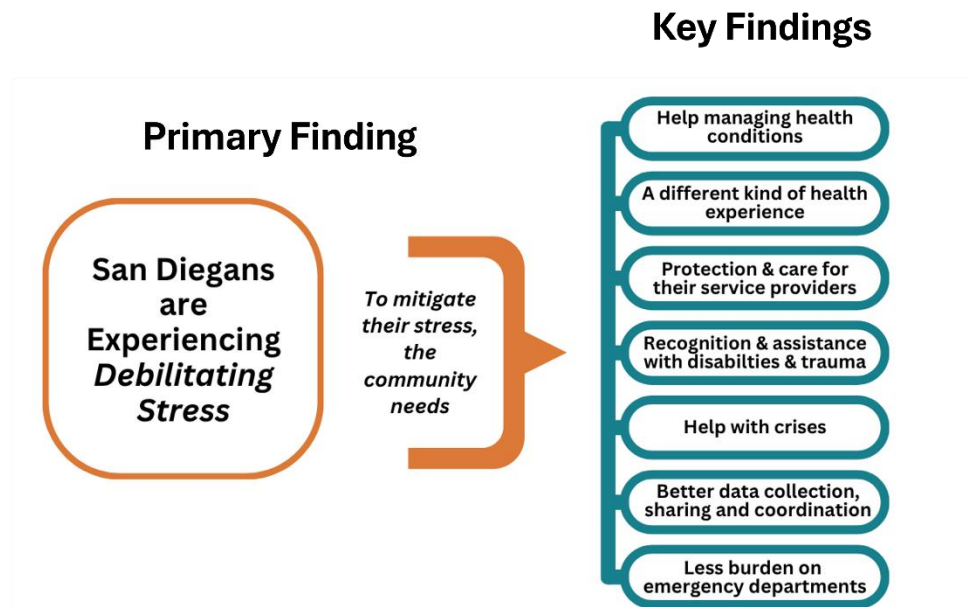 Key Findings
Primary Finding
San Diegans
are
Experiencing
Debilitating
Stress
To mitigate
their stress,
the
community
needs
Help managing health
conditions
A different kind of health
experience
Protection & care for
their service providers
Recognition & assistance
with disabilties & trauma
Help with crises
Better data collection,
sharing and coordination
Less burden on
emergency departments